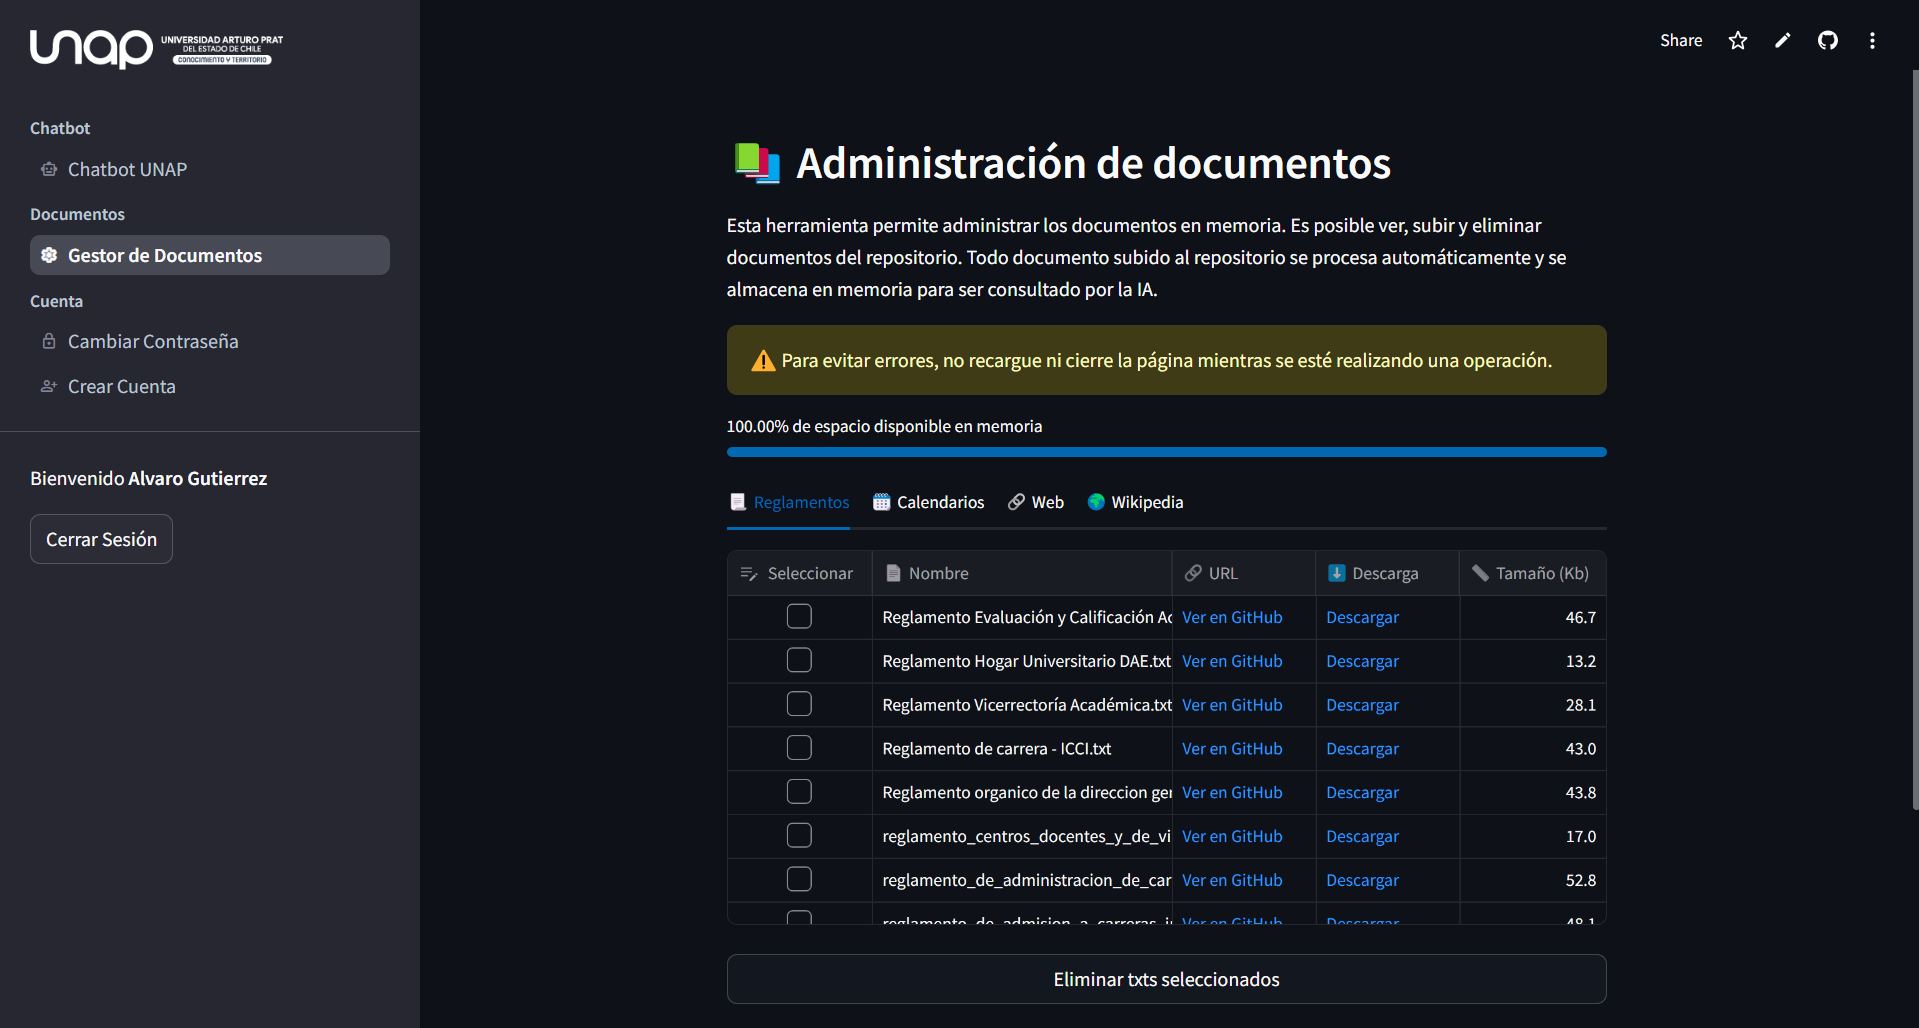 unap UNIVERSIDAD ARTURO PRAT
DEL ESTADO DE CHILE
CONOCIMIENTO Y TERRITORIO
Chatbot
Chatbot UNAP
Documentos
Gestor de Documentos
Cuenta
Cambiar Contraseña
Crear Cuenta
Bienvenido Alvaro Gutierrez
Cerrar Sesión
Share
Administración de documentos
Esta herramienta permite administrar los documentos en memoria. Es posible ver, subir y eliminar
documentos del repositorio. Todo documento subido al repositorio se procesa automáticamente y se
almacena en memoria para ser consultado por la IA.
Para evitar errores, no recargue ni cierre la página mientras se esté realizando una operación.
100.00% de espacio disponible en memoria
Reglamentos Calendarios Web Wikipedia
Seleccionar Nombre URL Descarga Tamaño (Kb)
Reglamento Evaluación y Calificación Ac Ver en GitHub Descargar 46.7
Reglamento Hogar Universitario DAE.txt Ver en GitHub Descargar 13.2
Reglamento Vicerrectoría Académica.txt Ver en GitHub Descargar 28.1
Reglamento de carrera - ICCI.txt Ver en GitHub Descargar 43.0
Reglamento organico de la direccion ger Ver en GitHub Descargar 43.8
reglamento_centros_docentes_y_de_vi Ver en GitHub Descargar 17.0
reglamento_de_administracion_de_car Ver en GitHub Descargar 52.8
reglamento_de_admision_a_carreras_i Ver en GitHub Descargar 48.1
Eliminar txts seleccionados